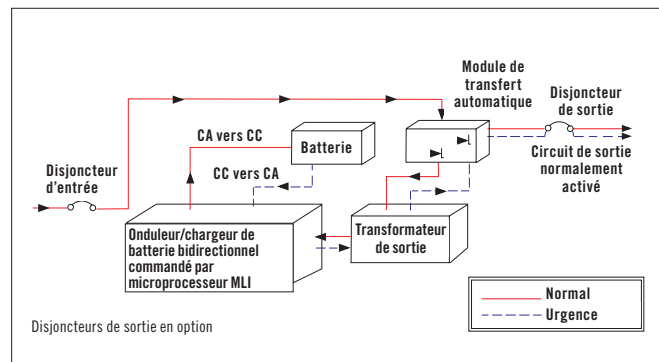 Module de
transfert
automatique
Disjoncteur
de sortie
CA vers CC
Batterie
Disjoncteur
d'entrée
CC vers CA
Circuit de sortie
normalement
activé
Onduleur/chargeur de
batterie bidirectionnel
commandé par
microprocesseur MLI
Transformateur
de sortie
Normal
Urgence
Disjoncteurs de sortie en option